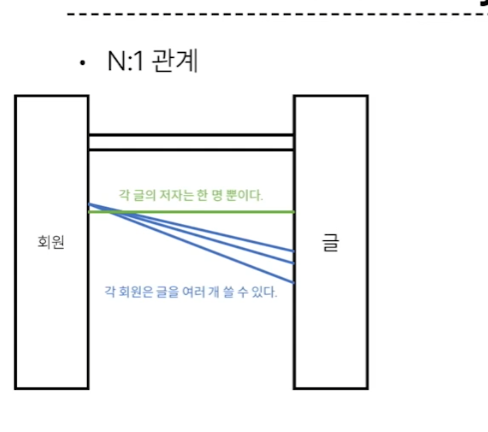 • N:1 관계
각 글의 저자는 한 명 뿐이다.
회원
글
각 회원은 글을 여러 개 쓸 수 있다.